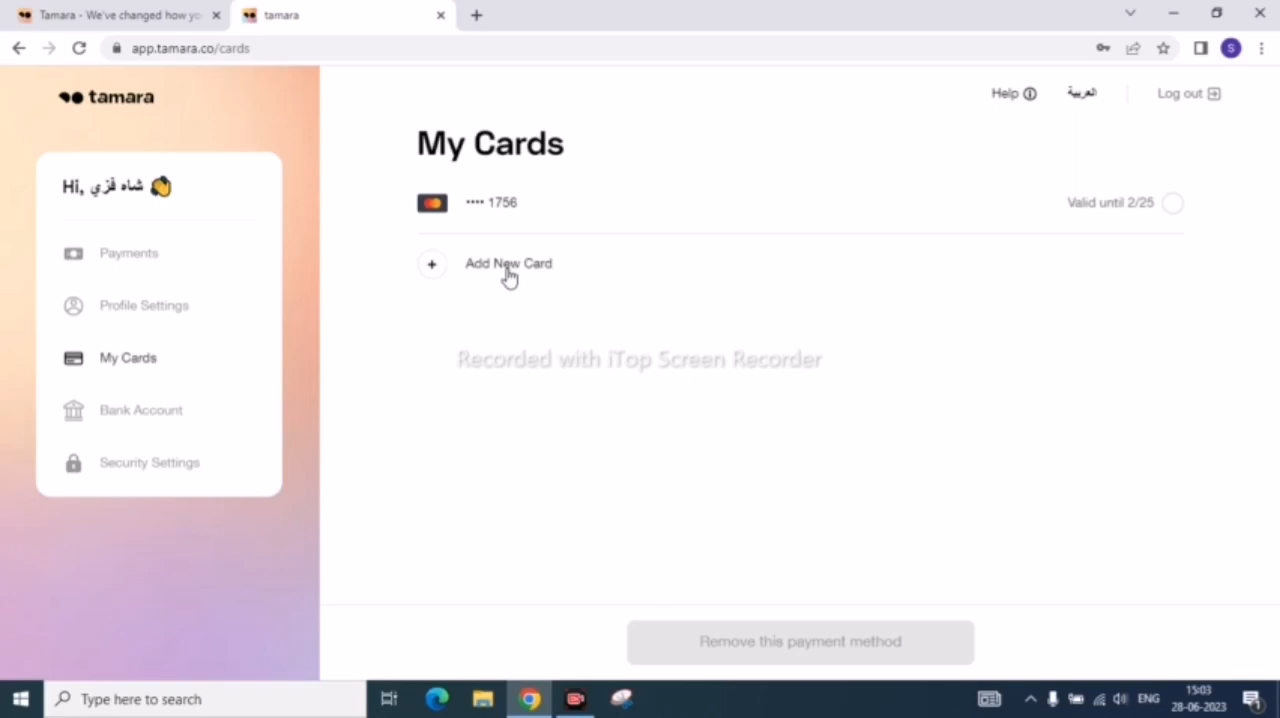 Tamara - We've changed how yo
tamara
app.tamara.co/cards
tamara
Help
العربية
Log out
My Cards
Hi, شاه فزي
•••• 1756
Valid until 2/25
Add New Card
Payments
Profile Settings
My Cards
Bank Account
Security Settings
Recorded with iTop Screen Recorder
Remove this payment method
Type here to search
ENG
15:03
28-06-2023